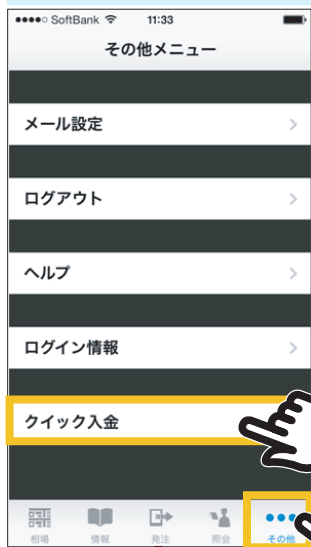 SoftBank 11:33
その他メニュー
メール設定
ログアウト
ヘルプ
ログイン情報
クイック入金
相場 情報 発注 照会 その他